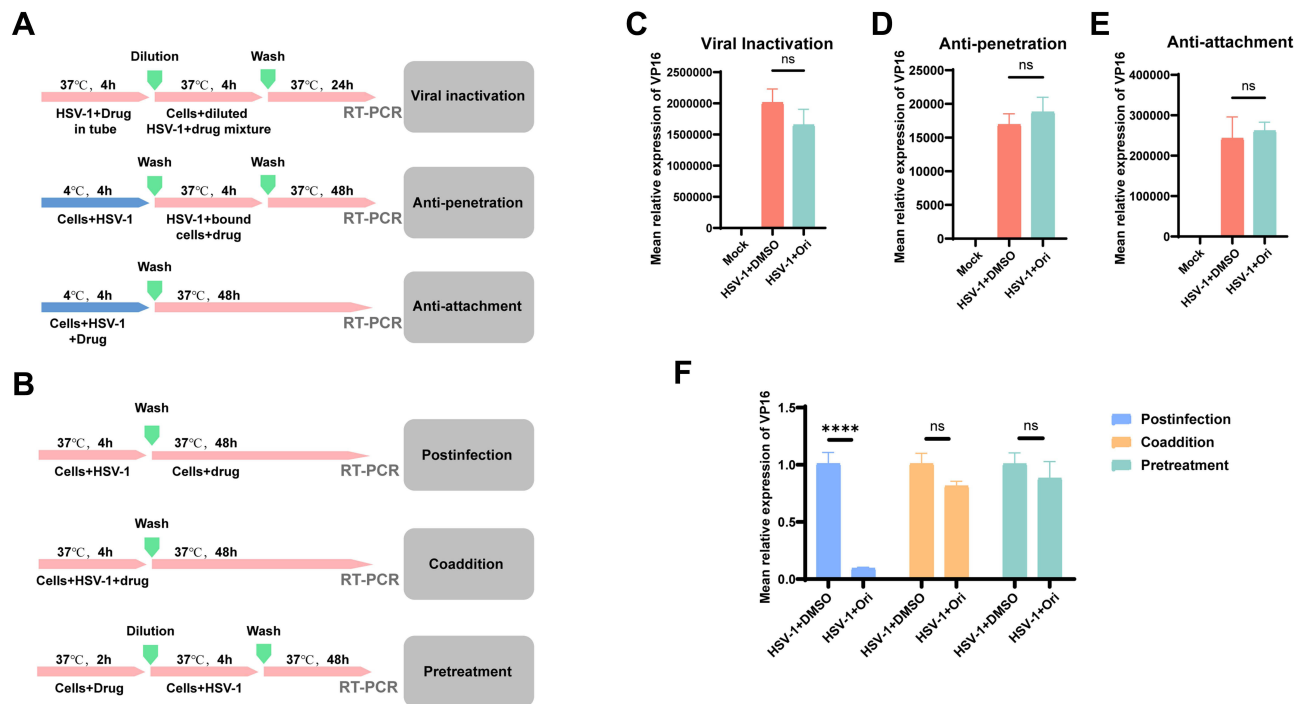 A
Dilution
Wash
37℃, 4h
37℃, 4h
37℃, 24h
HSV-1+Drug
in tube
Cells+diluted
HSV-1+drug mixture
RT-PCR
Viral inactivation
Wash
Wash
4℃, 4h
37℃, 4h
37℃, 48h
Cells+HSV-1
HSV-1+bound
cells+drug
RT-PCR
Anti-penetration
Wash
4℃, 4h
37℃, 48h
Cells+HSV-1
+Drug
RT-PCR
Anti-attachment
B
Wash
37℃, 4h
37℃, 48h
Cells+HSV-1
Cells+drug
RT-PCR
Postinfection
Wash
37℃, 4h
37℃, 48h
Cells+HSV-1+drug
RT-PCR
Coaddition
Dilution
Wash
37℃, 2h
37℃, 4h
37℃, 48h
Cells+Drug
Cells+HSV-1
RT-PCR
Pretreatment
C
Viral Inactivation
Mean relative expression of VP16
2500000
2000000
1500000
1000000
500000
0
ns
Mock
HSV-1+DMSO
HSV-1+Ori
D
Anti-penetration
Mean relative expression of VP16
25000
20000
15000
10000
5000
0
ns
Mock
HSV-1+DMSO
HSV-1+Ori
E
Anti-attachment
Mean relative expression of VP16
400000
300000
200000
100000
0
ns
Mock
HSV-1+DMSO
HSV-1+Ori
F
Mean relative expression of VP16
1.5
1.0
0.5
0.0
****
ns
ns
HSV-1+DMSO
HSV-1+Ori
HSV-1+DMSO
HSV-1+Ori
HSV-1+DMSO
HSV-1+Ori
Postinfection
Coaddition
Pretreatment